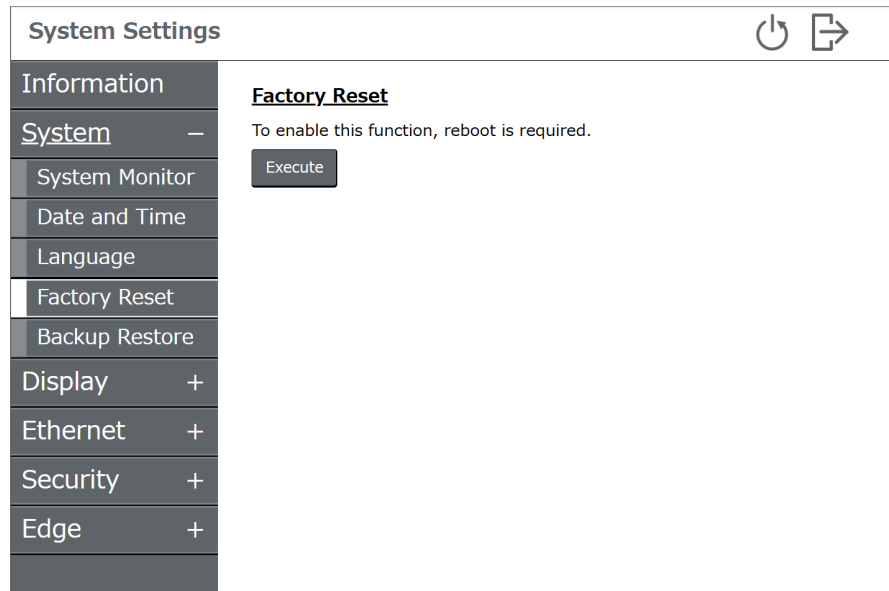 System Settings
Information
System −
System Monitor
Date and Time
Language
Factory Reset
Backup Restore
Display +
Ethernet +
Security +
Edge +
Factory Reset
To enable this function, reboot is required.
Execute